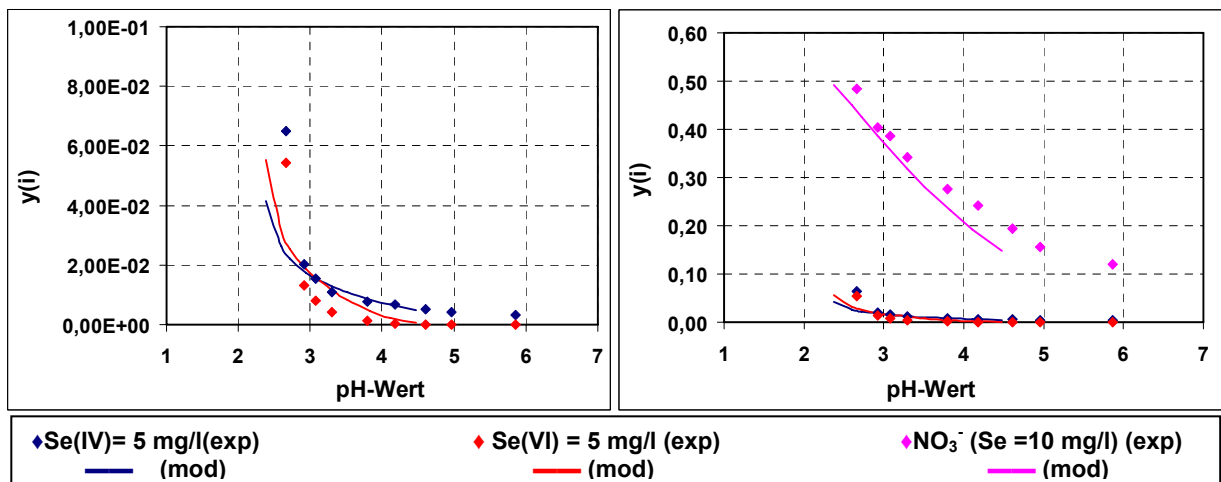 1,00E-01
8,00E-02
6,00E-02
4,00E-02
2,00E-02
0,00E+00
y(i)
1 2 3 4 5 6 7
pH-Wert
0,60
0,50
0,40
0,30
0,20
0,10
0,00
y(i)
1 2 3 4 5 6 7
pH-Wert
Se(IV)= 5 mg/l(exp)
(mod)
Se(VI) = 5 mg/l (exp)
(mod)
NO₃⁻ (Se =10 mg/l) (exp)
(mod)